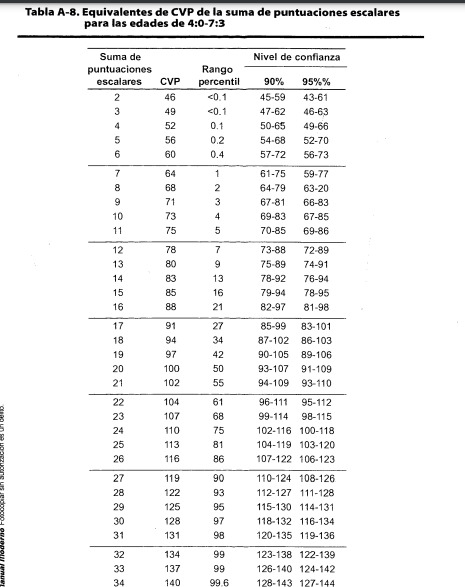 Tabla A-8. Equivalentes de CVP de la suma de puntuaciones escalares
para las edades de 4:0-7:3
Suma de puntuaciones escalares CVP Rango percentil Nivel de confianza
90% 95%%
2 46 <0.1 45-59 43-61
3 49 <0.1 47-62 46-63
4 52 0.1 50-65 49-66
5 56 0.2 54-68 52-70
6 60 0.4 57-72 56-73
7 64 1 61-75 59-77
8 68 2 64-79 63-20
9 71 3 67-81 66-83
10 73 4 69-83 67-85
11 75 5 70-85 69-86
12 78 7 73-88 72-89
13 80 9 75-89 74-91
14 83 13 78-92 76-94
15 85 16 79-94 78-95
16 88 21 82-97 81-98
17 91 27 85-99 83-101
18 94 34 87-102 86-103
19 97 42 90-105 89-106
20 100 50 93-107 91-109
21 102 55 94-109 93-110
22 104 61 96-111 95-112
23 107 68 99-114 98-115
24 110 75 102-116 100-118
25 113 81 104-119 103-120
26 116 86 107-122 106-123
27 119 90 110-124 108-126
28 122 93 112-127 111-128
29 125 95 115-130 114-131
30 128 97 118-132 116-134
31 131 98 120-135 119-136
32 134 99 123-138 122-139
33 137 99 126-140 124-142
34 140 99.6 128-143 127-144
anual moderno Fotocopiar sin autorización es un delito.